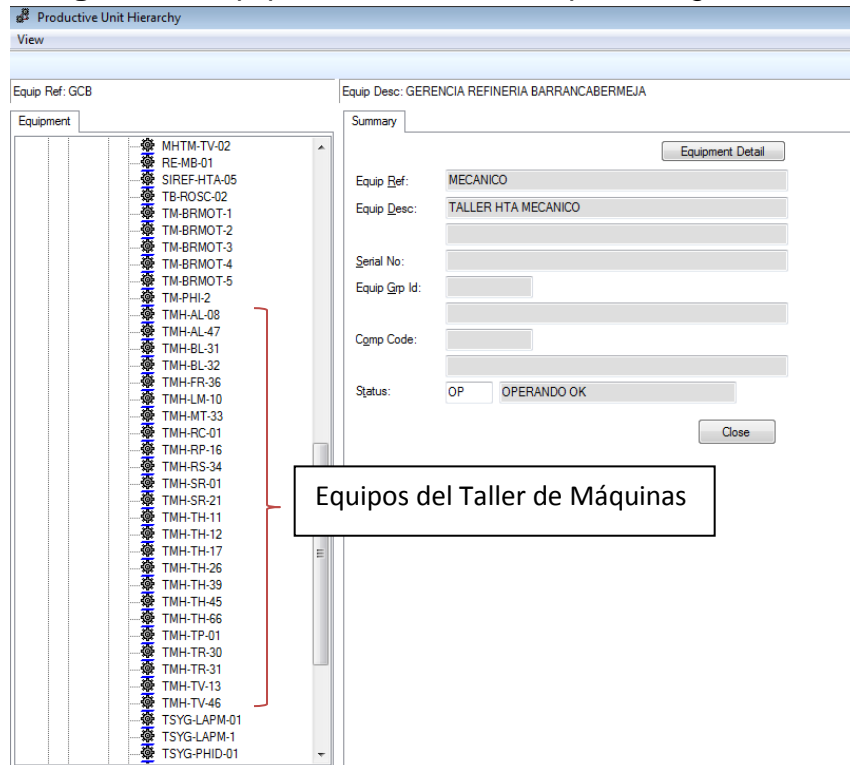 Productive Unit Hierarchy
View
Equip Ref: GCB
Equip Desc: GERENCIA REFINERIA BARRANCABERMEJA
Equipment
MHTM-TV-02
RE-MB-01
SIREF-HTA-05
TB-ROSC-02
TM-BRMOT-1
TM-BRMOT-2
TM-BRMOT-3
TM-BRMOT-4
TM-BRMOT-5
TM-PHI-2
TMH-AL-08
TMH-AL-47
TMH-BL-31
TMH-BL-32
TMH-FR-36
TMH-LM-10
TMH-MT-33
TMH-RC-01
TMH-RP-16
TMH-RS-34
TMH-SR-01
TMH-SR-21
TMH-TH-11
TMH-TH-12
TMH-TH-17
TMH-TH-26
TMH-TH-39
TMH-TH-45
TMH-TH-66
TMH-TP-01
TMH-TR-30
TMH-TR-31
TMH-TV-13
TMH-TV-46
TSYG-LAPM-01
TSYG-LAPM-1
TSYG-PHID-01
Equipos del Taller de Máquinas
Summary
Equipment Detail
Equip Ref: MECANICO
Equip Desc: TALLER HTA MECANICO
Serial No:
Equip Grp Id:
Comp Code:
Status: OP OPERANDO OK
Close